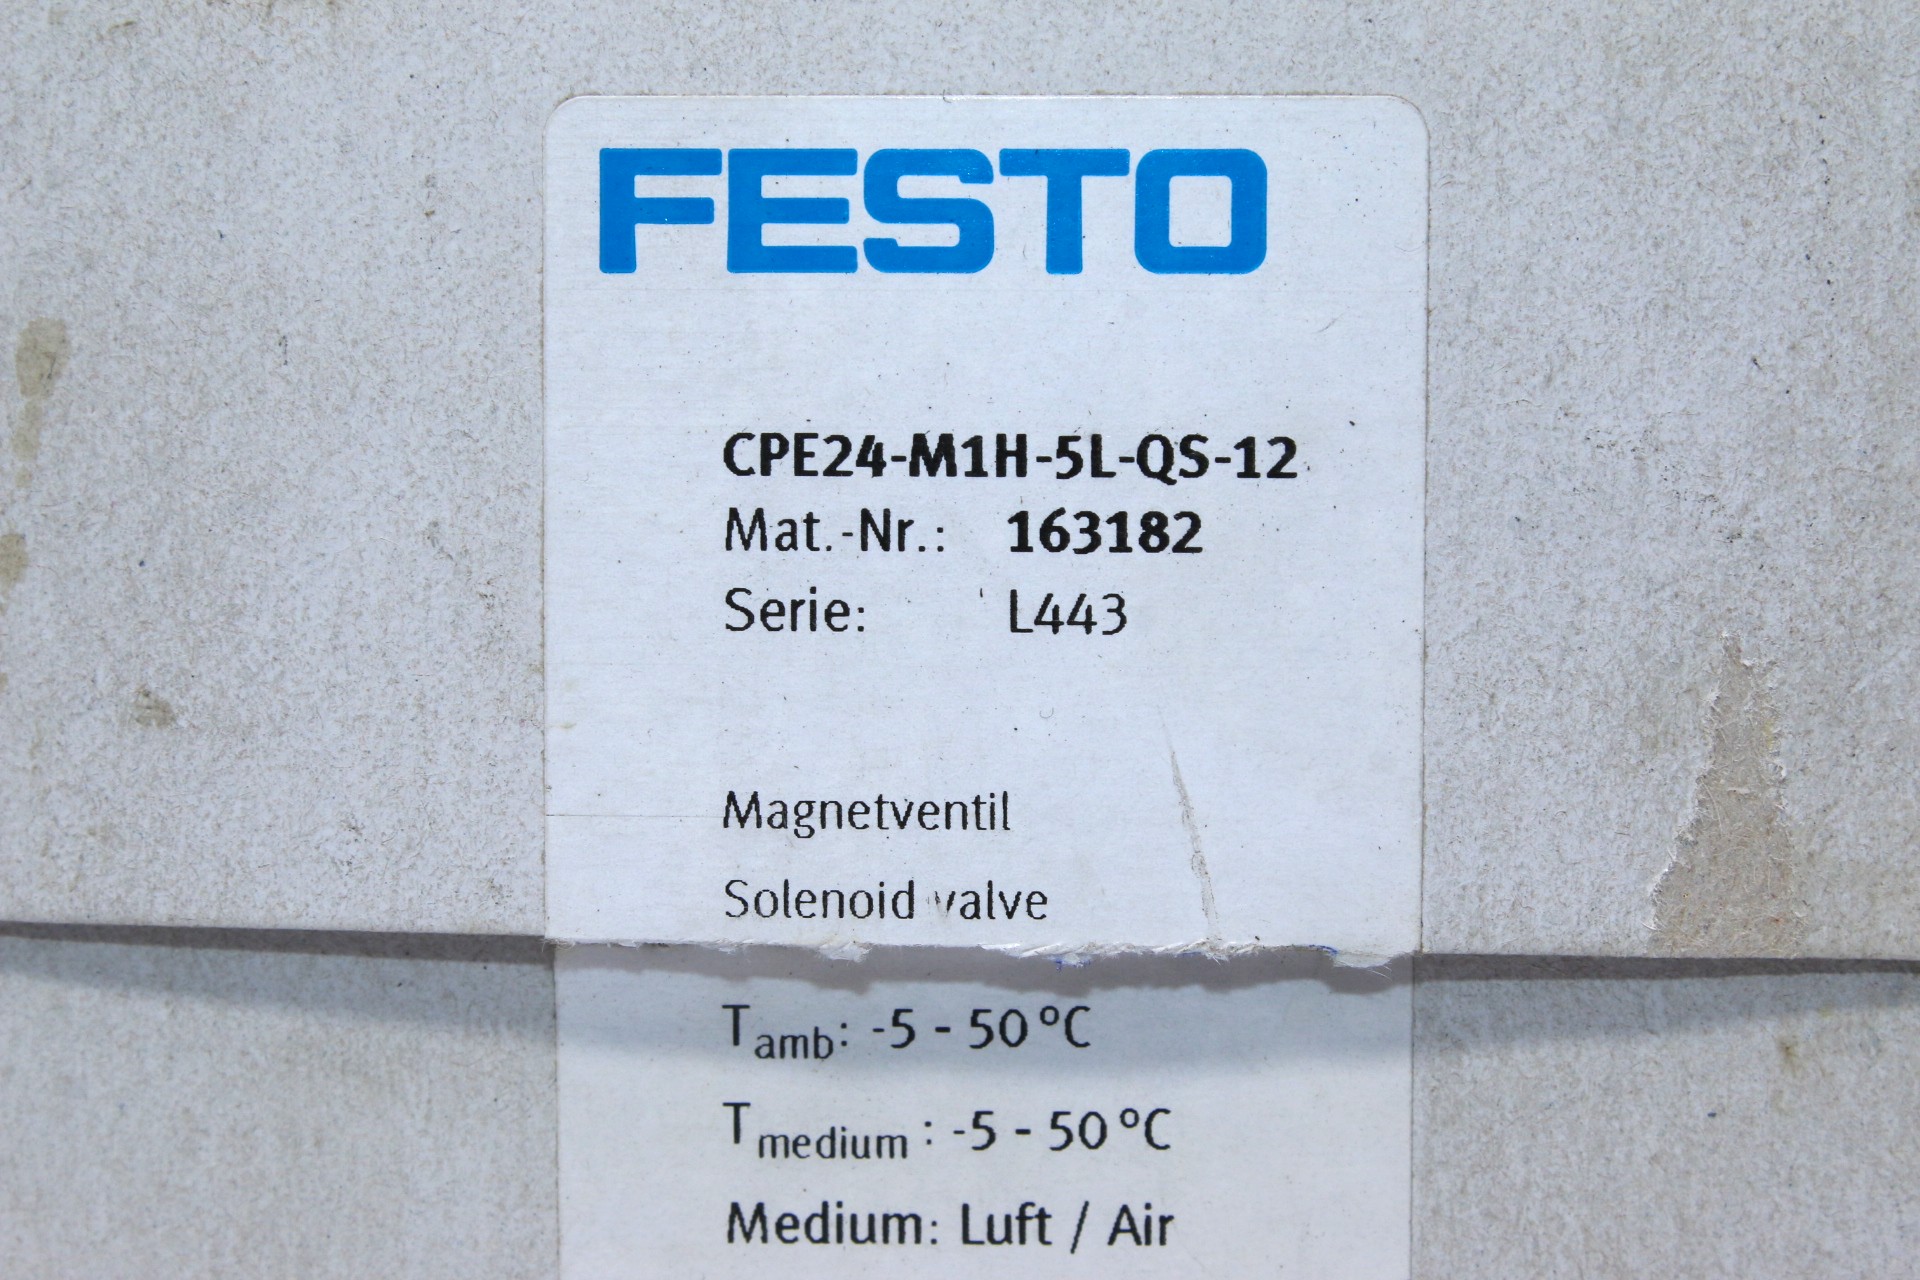 FESTO
CPE24-M1H-5L-QS-12
Mat.-Nr.: 163182
Serie: L443
Magnetventil
Solenoid valve
Tamb: -5 - 50 °C
Tmedium : -5 - 50 °C
Medium: Luft / Air